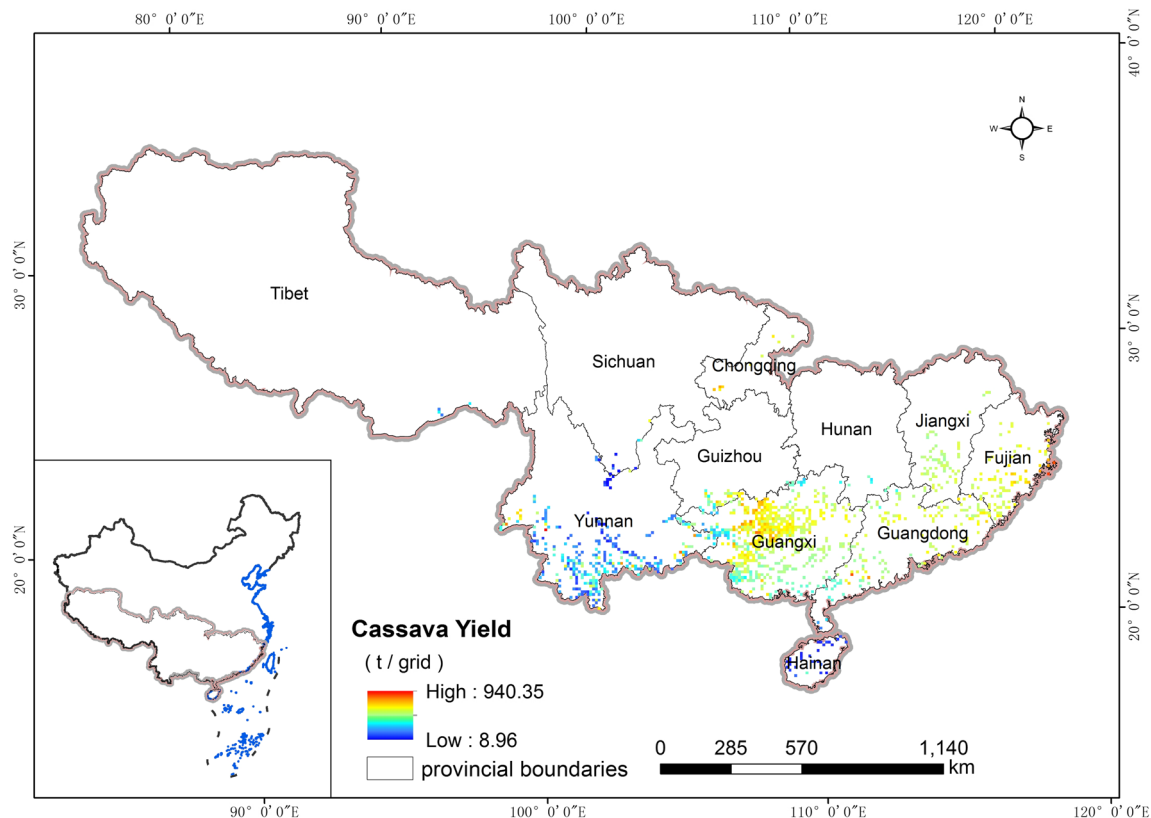 80° 0'0"E 90° 0'0"E 100° 0'0"E 110° 0'0"E 120° 0'0"E
40° 0'0"N
N
W E
S
30° 0'0"N
Tibet
30° 0'0"N
Sichuan
Chongqing
Jiangxi
Hunan
Guizhou
Fujian
Yunnan
Guangdong
Guangxi
20° 0'0"N
20° 0'0"N
Cassava Yield
( t / grid )
Hainan
High : 940.35
Low : 8.96
provincial boundaries
0 285 570 1,140
km
90° 0'0"E 100° 0'0"E 110° 0'0"E 120° 0'0"E